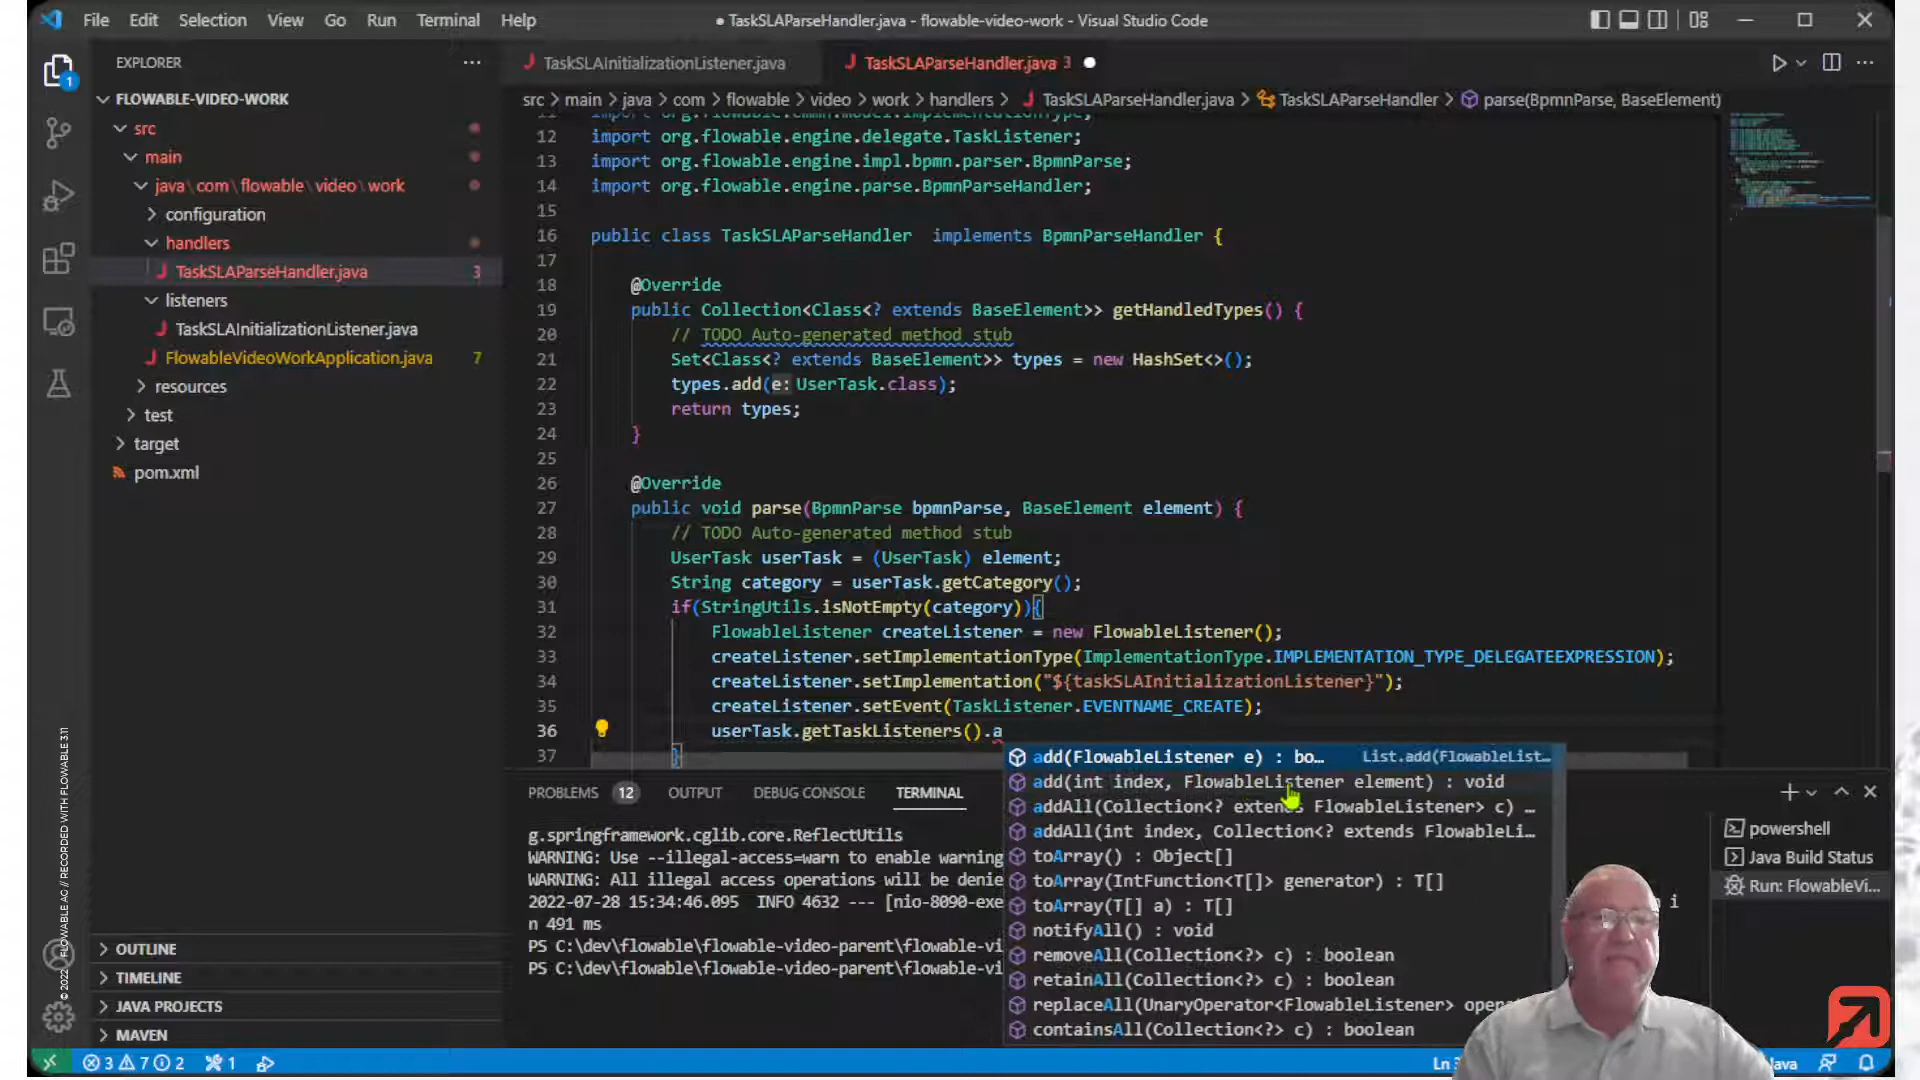 File Edit Selection View Go Run Terminal Help
● TaskSLAParseHandler.java - flowable-video-work - Visual Studio Code
EXPLORER
FLOWABLE-VIDEO-WORK
src
main
java\com\flowable\video\work
configuration
handlers
TaskSLAParseHandler.java 3
listeners
TaskSLAInitializationListener.java
FlowableVideoWorkApplication.java 7
resources
test
target
pom.xml
OUTLINE
TIMELINE
JAVA PROJECTS
MAVEN
1
© 2022 FLOWABLE AG // RECORDED WITH FLOWABLE 3.11
TaskSLAInitializationListener.java
TaskSLAParseHandler.java 3 ●
src > main > java > com > flowable > video > work > handlers > TaskSLAParseHandler.java > TaskSLAParseHandler > parse(BpmnParse, BaseElement)
12 import org.flowable.engine.delegate.TaskListener;
13 import org.flowable.engine.impl.bpmn.parser.BpmnParse;
14 import org.flowable.engine.parse.BpmnParseHandler;
15
16 public class TaskSLAParseHandler  implements BpmnParseHandler {
17
18 @Override
19 public Collection<Class<? extends BaseElement>> getHandledTypes() {
20 // TODO Auto-generated method stub
21 Set<Class<? extends BaseElement>> types = new HashSet<>();
22 types.add(e:UserTask.class);
23 return types;
24 }
25
26 @Override
27 public void parse(BpmnParse bpmnParse, BaseElement element) {
28 // TODO Auto-generated method stub
29 UserTask userTask = (UserTask) element;
30 String category = userTask.getCategory();
31 if(StringUtils.isNotEmpty(category)){
32 FlowableListener createListener = new FlowableListener();
33 createListener.setImplementationType(ImplementationType.IMPLEMENTATION_TYPE_DELEGATEEXPRESSION);
34 createListener.setImplementation("${taskSLAInitializationListener}");
35 createListener.setEvent(TaskListener.EVENTNAME_CREATE);
36 userTask.getTaskListeners().a
37 }
add(FlowableListener e) : bo... List.add(FlowableList...
add(int index, FlowableListener element) : void
addAll(Collection<? extends FlowableListener> c) ...
addAll(int index, Collection<? extends FlowableLi...
toArray() : Object[]
toArray(IntFunction<T[]> generator) : T[]
toArray(T[] a) : T[]
notifyAll() : void
removeAll(Collection<?> c) : boolean
retainAll(Collection<?> c) : boolean
replaceAll(UnaryOperator<FlowableListener> oper
containsAll(Collection<?> c) : boolean
PROBLEMS 12 OUTPUT DEBUG CONSOLE TERMINAL
g.springframework.cglib.core.ReflectUtils
WARNING: Use --illegal-access=warn to enable warning
WARNING: All illegal access operations will be denie
2022-07-28 15:34:46.095  INFO 4632 --- [nio-8090-exe
n 491 ms
PS C:\dev\flowable\flowable-video-parent\flowable-vi
PS C:\dev\flowable\flowable-video-parent\flowable-vi
i
powershell
Java Build Status
Run: FlowableVi...
3 7 2 1
Ln
Java